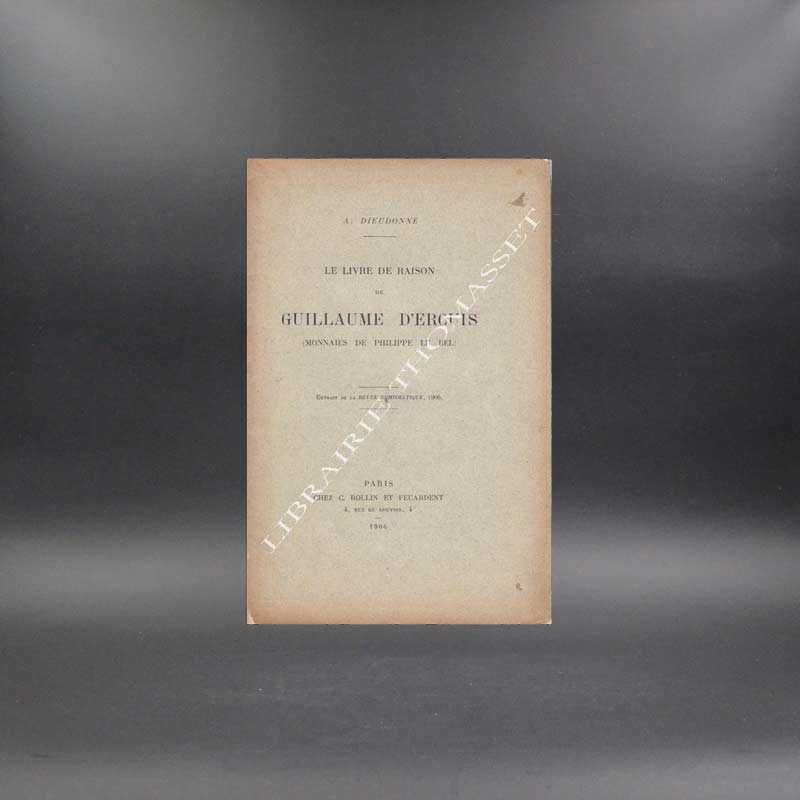 A. DIEUDONNÉ
LE LIVRE DE RAISON
DE
GUILLAUME D'ERCUIS
(MONNAIES DE PHILIPPE LE BEL)
EXTRAIT DE LA REVUE NUMISMATIQUE, 1906.
PARIS
CHEZ C. ROLLIN ET FEUARDENT
4, RUE DE LOUVOIS, 4
1906
LIBRAIRIE THOMASSET